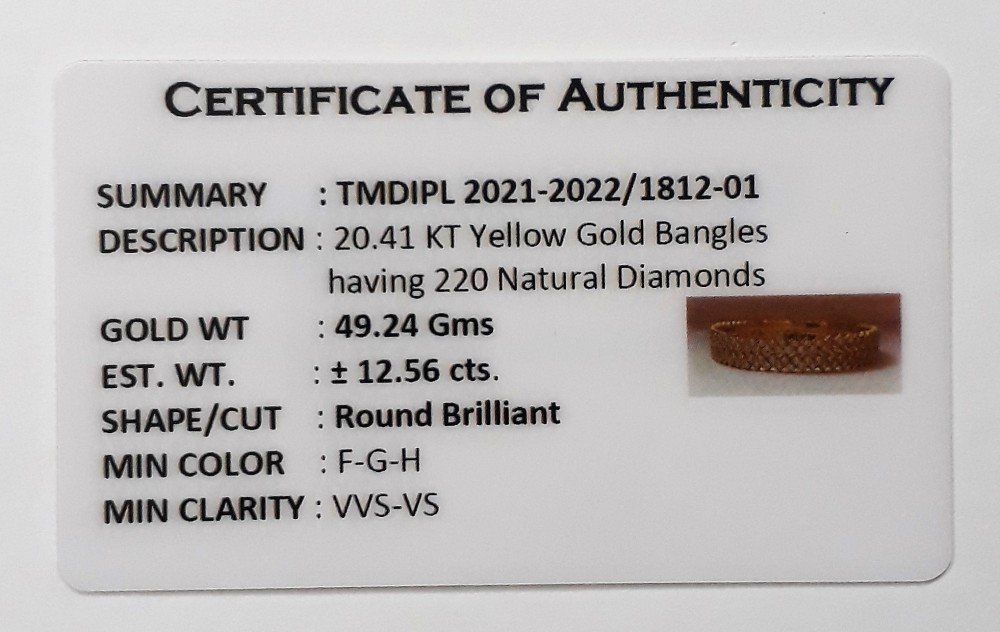 CERTIFICATE OF AUTHENTICITY
SUMMARY : TMDIPL 2021-2022/1812-01
DESCRIPTION : 20.41 KT Yellow Gold Bangles
having 220 Natural Diamonds
GOLD WT : 49.24 Gms
EST. WT. : ± 12.56 cts.
SHAPE/CUT : Round Brilliant
MIN COLOR : F-G-H
MIN CLARITY : VVS-VS